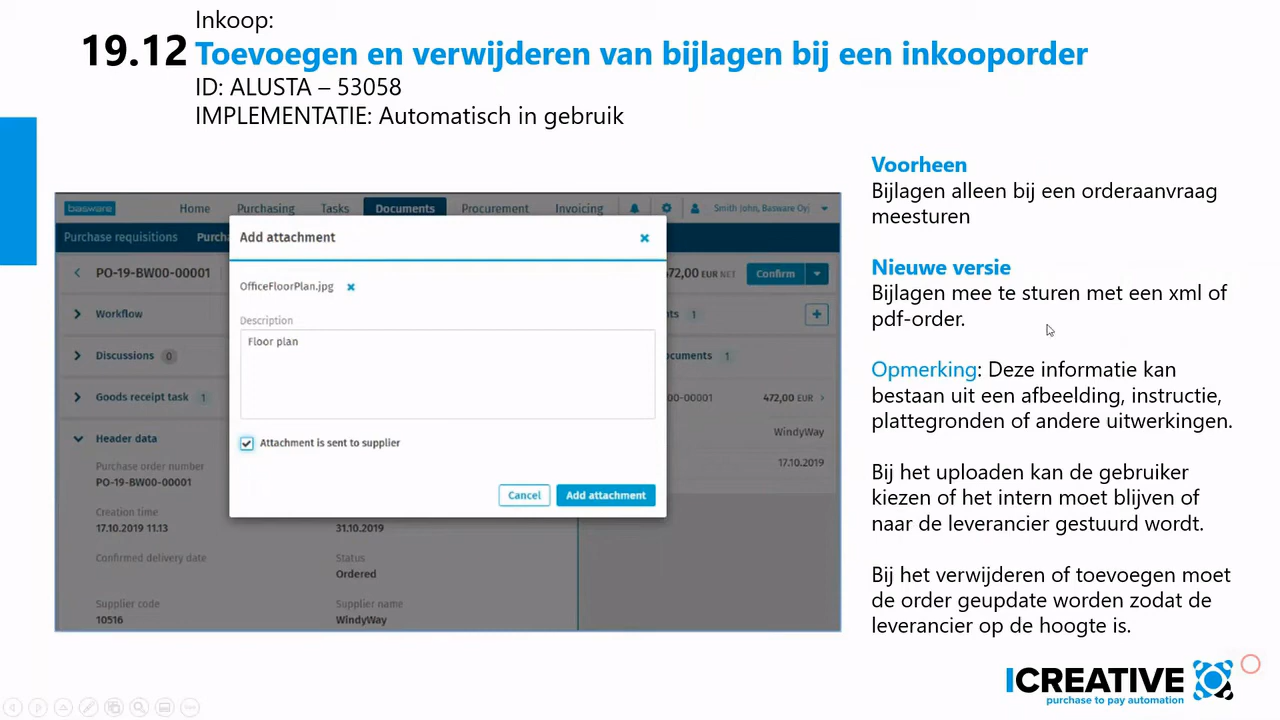 Inkoop:
19.12 Toevoegen en verwijderen van bijlagen bij een inkooporder
ID: ALUSTA – 53058
IMPLEMENTATIE: Automatisch in gebruik
basware Home Purchasing Tasks Documents Procurement Invoicing Smith John, Basware Oyj
Purchase requisitions Purch
PO-19-BW00-00001 472,00 EUR NET Confirm
Workflow
Discussions 0
Goods receipt task 1
Header data
Purchase order number
PO-19-BW00-00001
Creation time
17.10.2019 11.13 31.10.2019
Confirmed delivery date Status
Ordered
Supplier code Supplier name
10516 WindyWay
Add attachment
OfficeFloorPlan.jpg
Description
Floor plan
Attachment is sent to supplier
Cancel Add attachment
nts 1
ocuments 1
00-00001 472,00 EUR
WindyWay
17.10.2019
Voorheen
Bijlagen alleen bij een orderaanvraag
meesturen
Nieuwe versie
Bijlagen mee te sturen met een xml of
pdf-order.
Opmerking: Deze informatie kan
bestaan uit een afbeelding, instructie,
plattegronden of andere uitwerkingen.
Bij het uploaden kan de gebruiker
kiezen of het intern moet blijven of
naar de leverancier gestuurd wordt.
Bij het verwijderen of toevoegen moet
de order geupdate worden zodat de
leverancier op de hoogte is.
ICREATIVE
purchase to pay automation